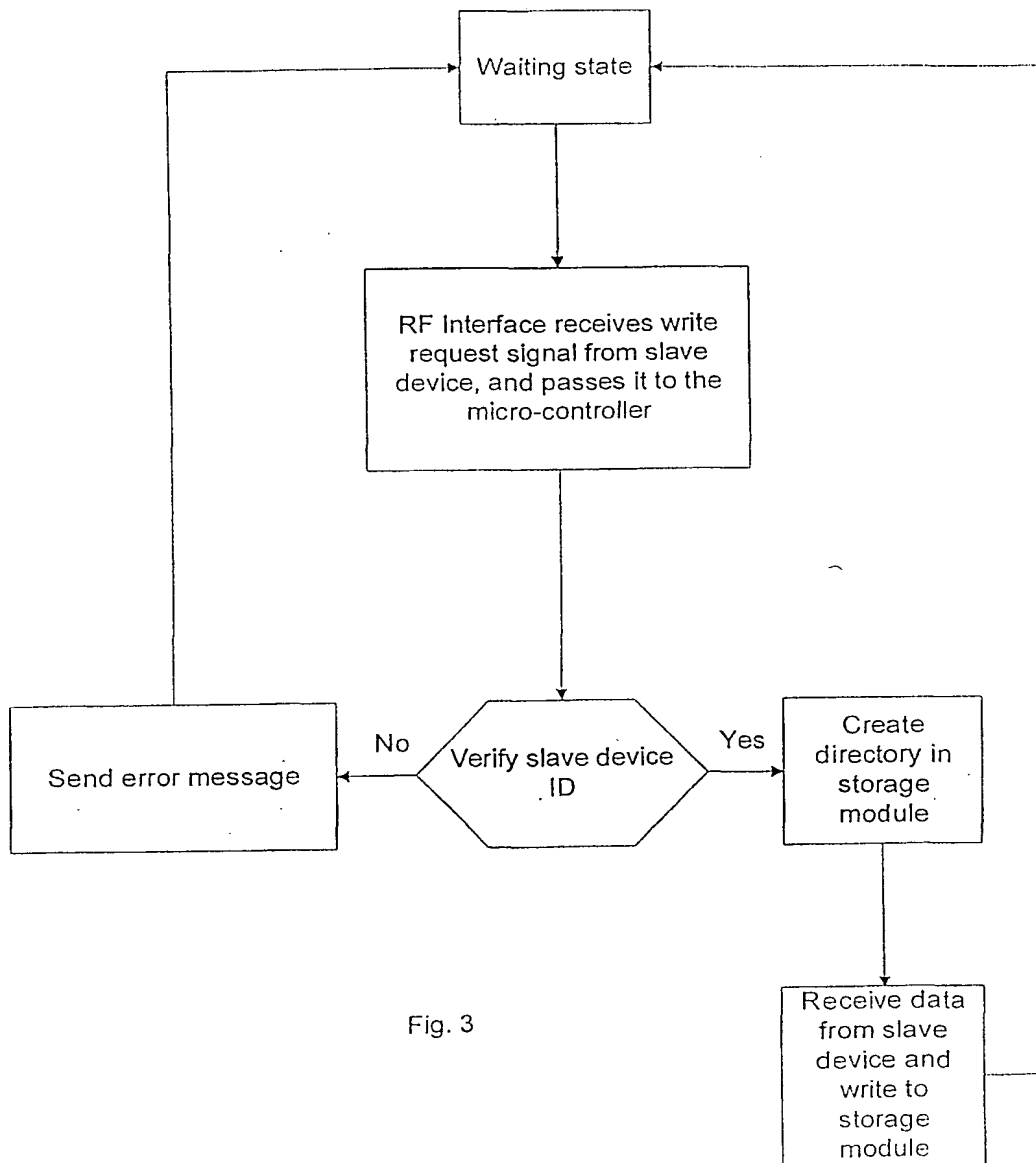 Waiting state
RF Interface receives write
request signal from slave
device, and passes it to the
micro-controller
No
Verify slave device
ID
Yes
Send error message
Create
directory in
storage
module
Receive data
from slave
device and
write to
storage
module
Fig. 3